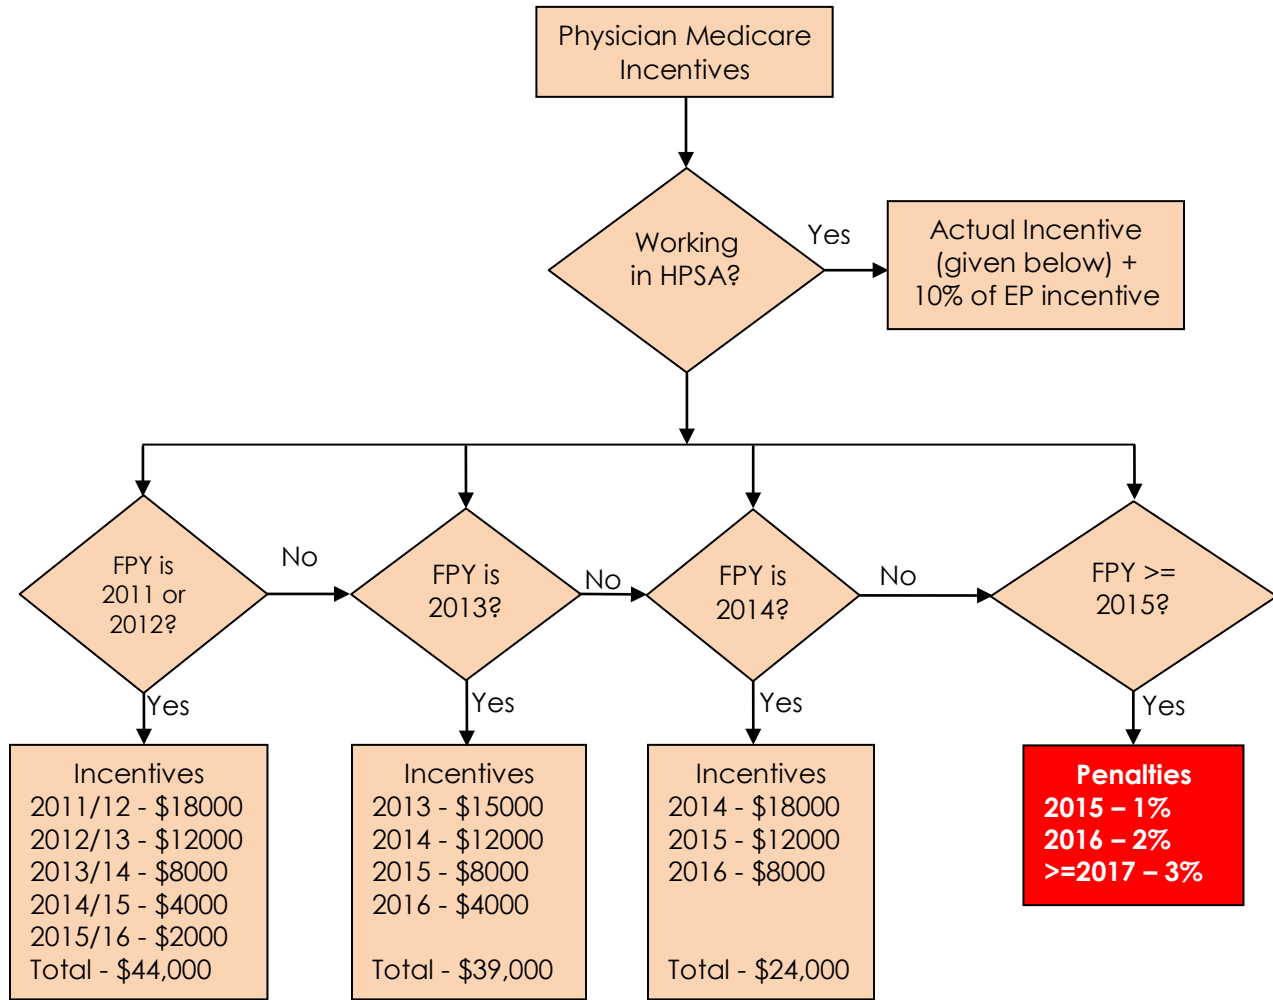 Physician Medicare
Incentives
Working
in HPSA?
Yes
Actual Incentive
(given below) +
10% of EP incentive
FPY is
2011 or
2012?
No
FPY is
2013?
No
FPY is
2014?
No
FPY >=
2015?
Yes
Yes
Yes
Yes
Incentives
2011/12 - $18000
2012/13 - $12000
2013/14 - $8000
2014/15 - $4000
2015/16 - $2000
Total - $44,000
Incentives
2013 - $15000
2014 - $12000
2015 - $8000
2016 - $4000
Total - $39,000
Incentives
2014 - $18000
2015 - $12000
2016 - $8000
Total - $24,000
Penalties
2015 – 1%
2016 – 2%
>=2017 – 3%